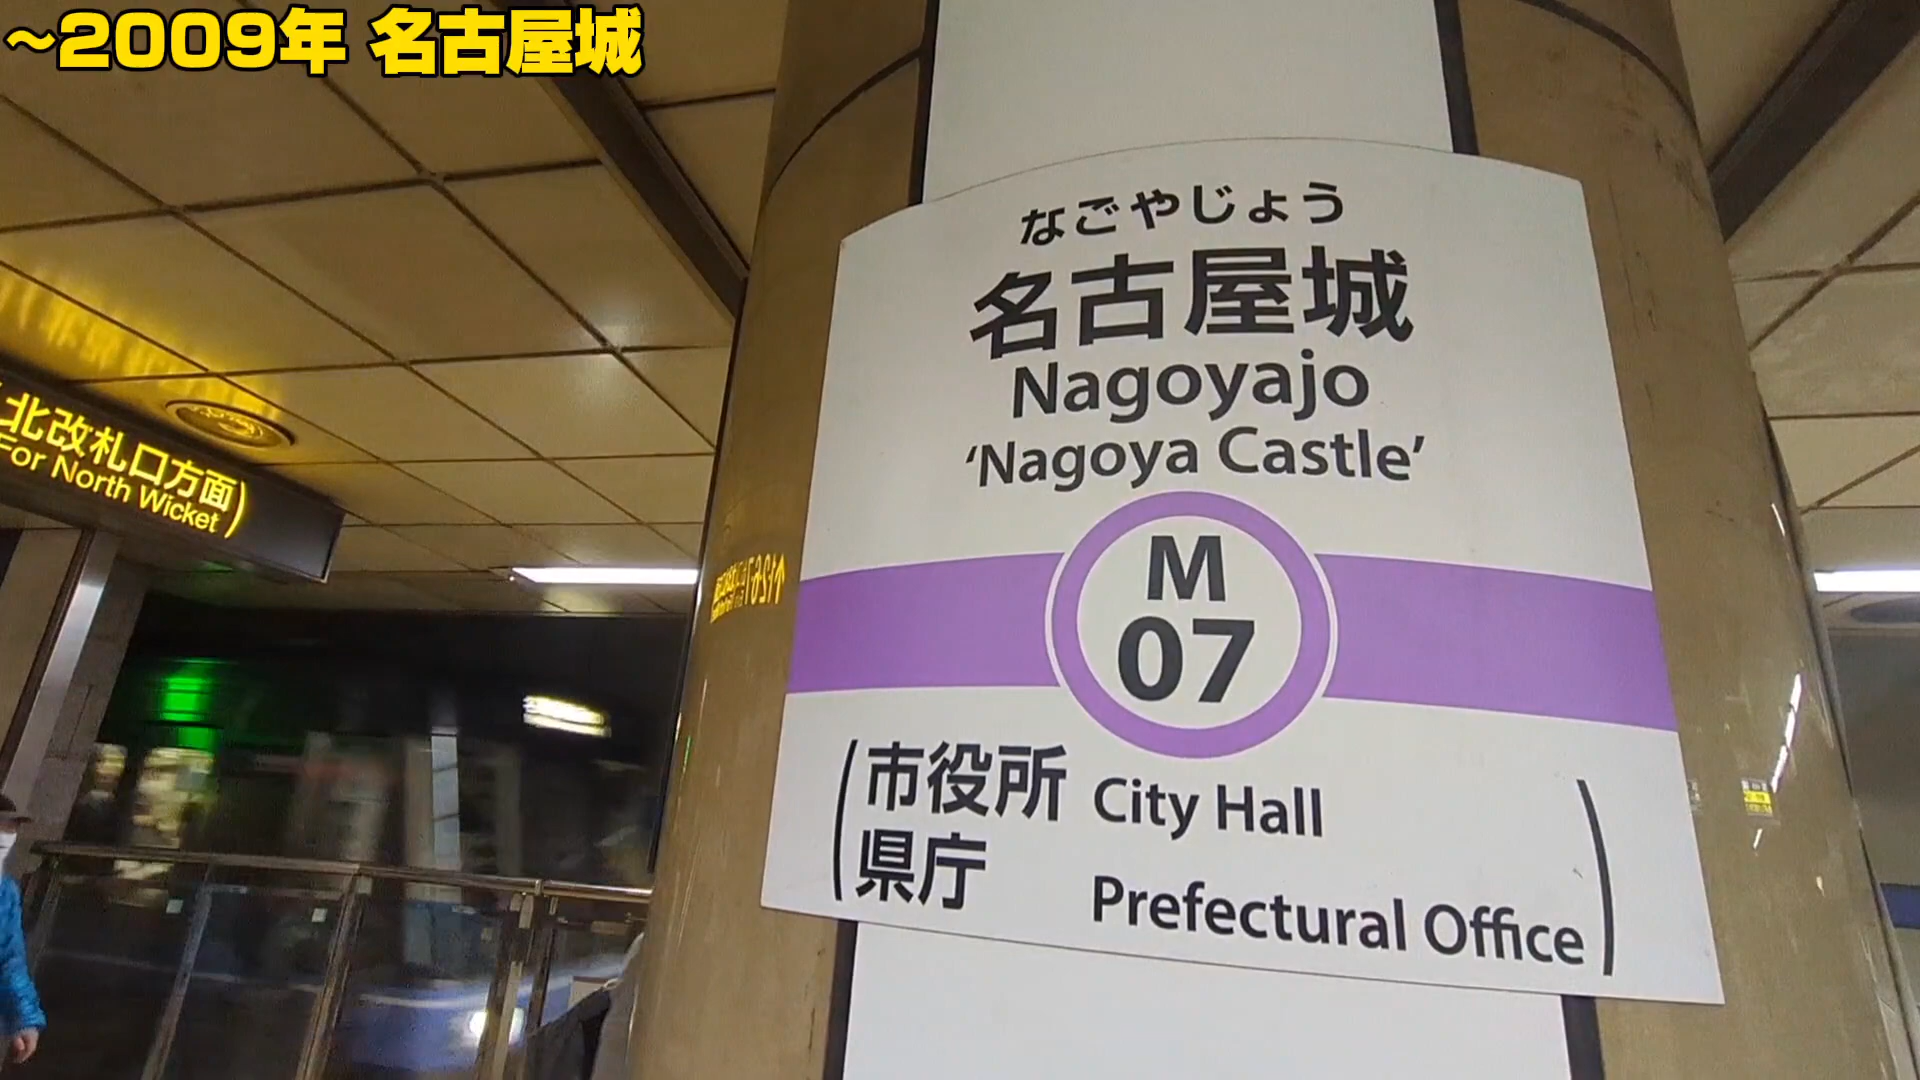 ～2009年 名古屋城
北改札口方面)
For North Wicket
なごやじょう
名古屋城
Nagoyajo
‘Nagoya Castle’
M
07
(市役所 City Hall
県庁 Prefectural Office)